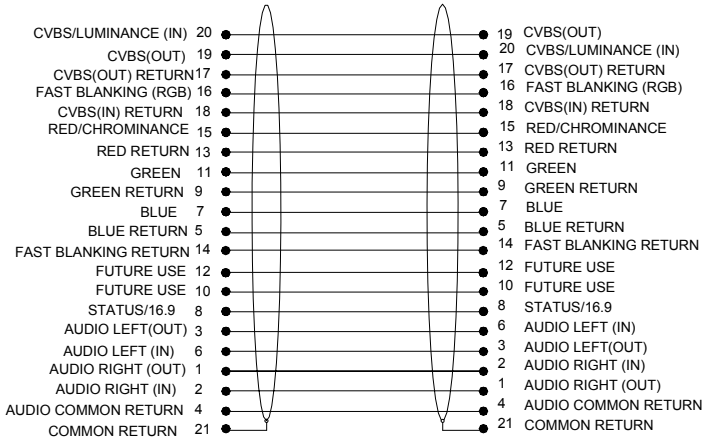 CVBS/LUMINANCE (IN) 20 19 CVBS(OUT)
CVBS(OUT) 19 20 CVBS/LUMINANCE (IN)
CVBS(OUT) RETURN 17 17 CVBS(OUT) RETURN
FAST BLANKING (RGB) 16 16 FAST BLANKING (RGB)
CVBS(IN) RETURN 18 18 CVBS(IN) RETURN
RED/CHROMINANCE 15 15 RED/CHROMINANCE
RED RETURN 13 13 RED RETURN
GREEN 11 11 GREEN
GREEN RETURN 9 9 GREEN RETURN
BLUE 7 7 BLUE
BLUE RETURN 5 5 BLUE RETURN
FAST BLANKING RETURN 14 14 FAST BLANKING RETURN
FUTURE USE 12 12 FUTURE USE
FUTURE USE 10 10 FUTURE USE
STATUS/16.9 8 8 STATUS/16.9
AUDIO LEFT(OUT) 3 6 AUDIO LEFT (IN)
AUDIO LEFT (IN) 6 3 AUDIO LEFT(OUT)
AUDIO RIGHT (OUT) 1 2 AUDIO RIGHT (IN)
AUDIO RIGHT (IN) 2 1 AUDIO RIGHT (OUT)
AUDIO COMMON RETURN 4 4 AUDIO COMMON RETURN
COMMON RETURN 21 21 COMMON RETURN